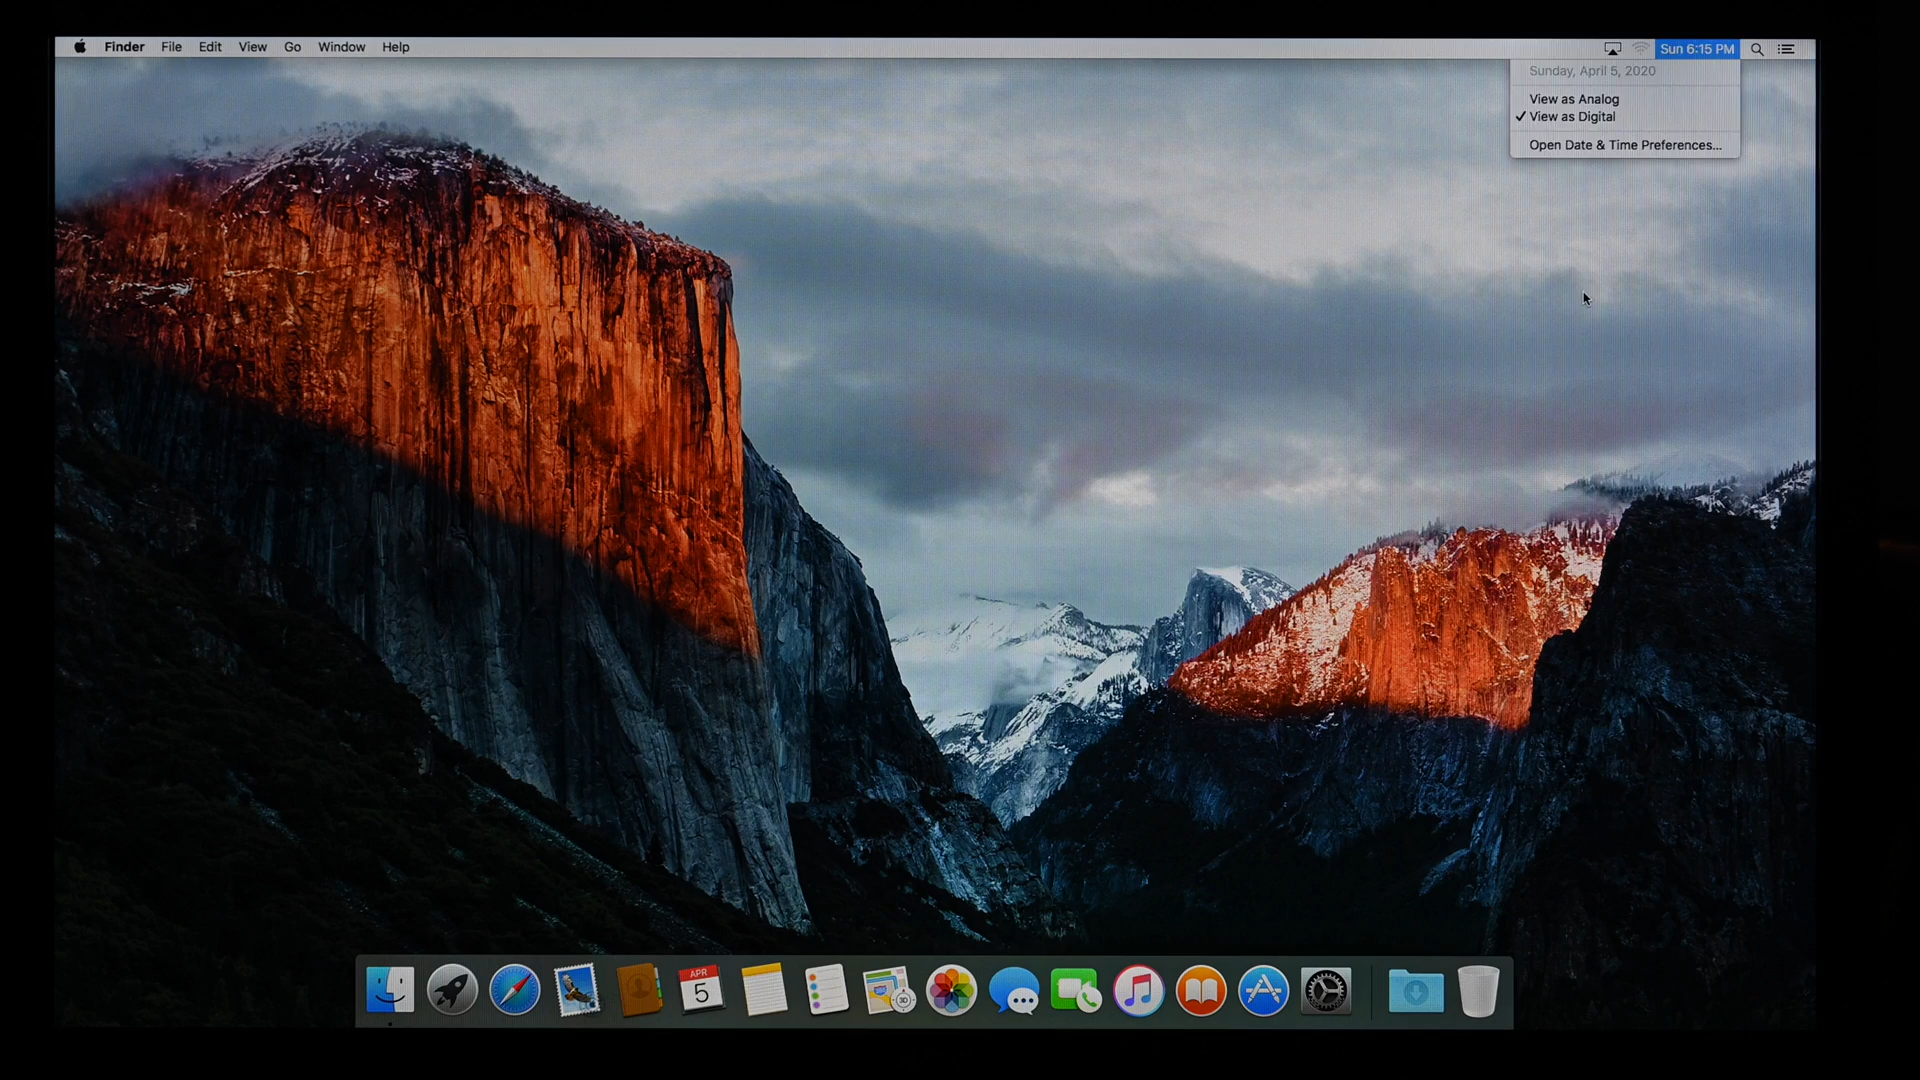 Finder File Edit View Go Window Help Sun 6:15 PM
Sunday, April 5, 2020
View as Analog
✓ View as Digital
Open Date & Time Preferences...
APR
5
3D